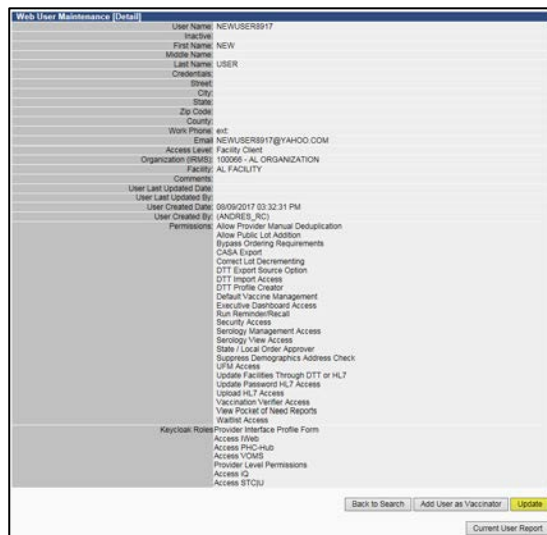 Web User Maintenance [Detail]
User Name: NEWUSER8917
Inactive:
First Name: NEW
Middle Name:
Last Name: USER
Credentials:
Street:
City:
State:
Zip Code:
County:
Work Phone: ext:
Email NEWUSER8917@YAHOO.COM
Access Level: Facility Client
Organization (IRMS): 100066 - AL ORGANIZATION
Facility: AL FACILITY
Comments:
User Last Updated Date:
User Last Updated By:
User Created Date: 08/09/2017 03:32:31 PM
User Created By: (ANDRES_RC)
Permissions: Allow Provider Manual Deduplication
Allow Public Lot Addition
Bypass Ordering Requirements
CASA Export
Correct Lot Decrementing
DTT Export Source Option
DTT Import Access
DTT Profile Creator
Default Vaccine Management
Executive Dashboard Access
Run Reminder/Recall
Security Access
Serology Management Access
Serology View Access
State / Local Order Approver
Suppress Demographics Address Check
UFM Access
Update Facilities Through DTT or HL7
Update Password HL7 Access
Upload HL7 Access
Vaccination Verifier Access
View Pocket of Need Reports
Waitlist Access
Keycloak Roles Provider Interface Profile Form
Access IWeb
Access PHC-Hub
Access VOMS
Provider Level Permissions
Access iQ
Access STC|U
Back to Search Add User as Vaccinator Update
Current User Report